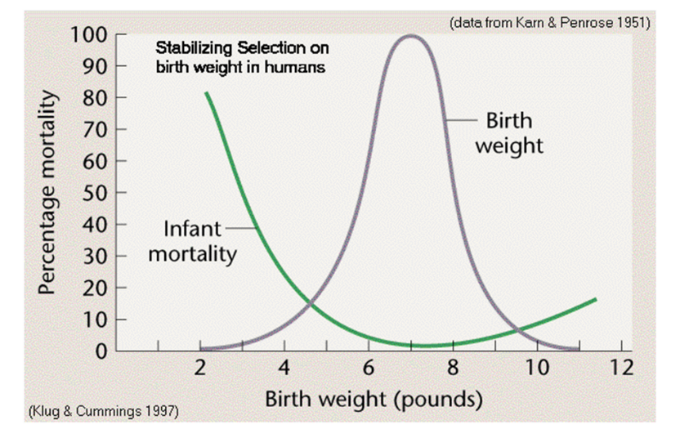 (data from Karn & Penrose 1951)
Stabilizing Selection on
birth weight in humans
Percentage mortality
100
90
80
70
60
50
40
30
20
10
0
Birth
weight
Infant
mortality
2
4
6
8
10
12
Birth weight (pounds)
(Klug & Cummings 1997)